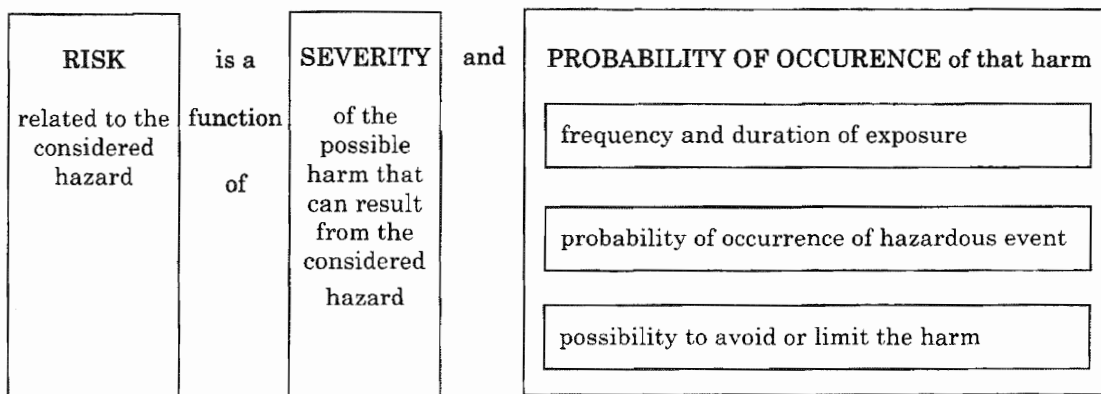 RISK
related to the
considered
hazard
is a
function
of
SEVERITY
of the
possible
harm that
can result
from the
considered
hazard
and
PROBABILITY OF OCCURENCE of that harm
frequency and duration of exposure
probability of occurrence of hazardous event
possibility to avoid or limit the harm